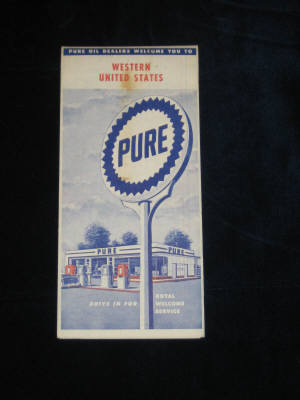 PURE OIL DEALERS WELCOME YOU TO
WESTERN
UNITED STATES
PURE
PURE
PURE
DRIVE IN FOR
ROYAL
WELCOME
SERVICE